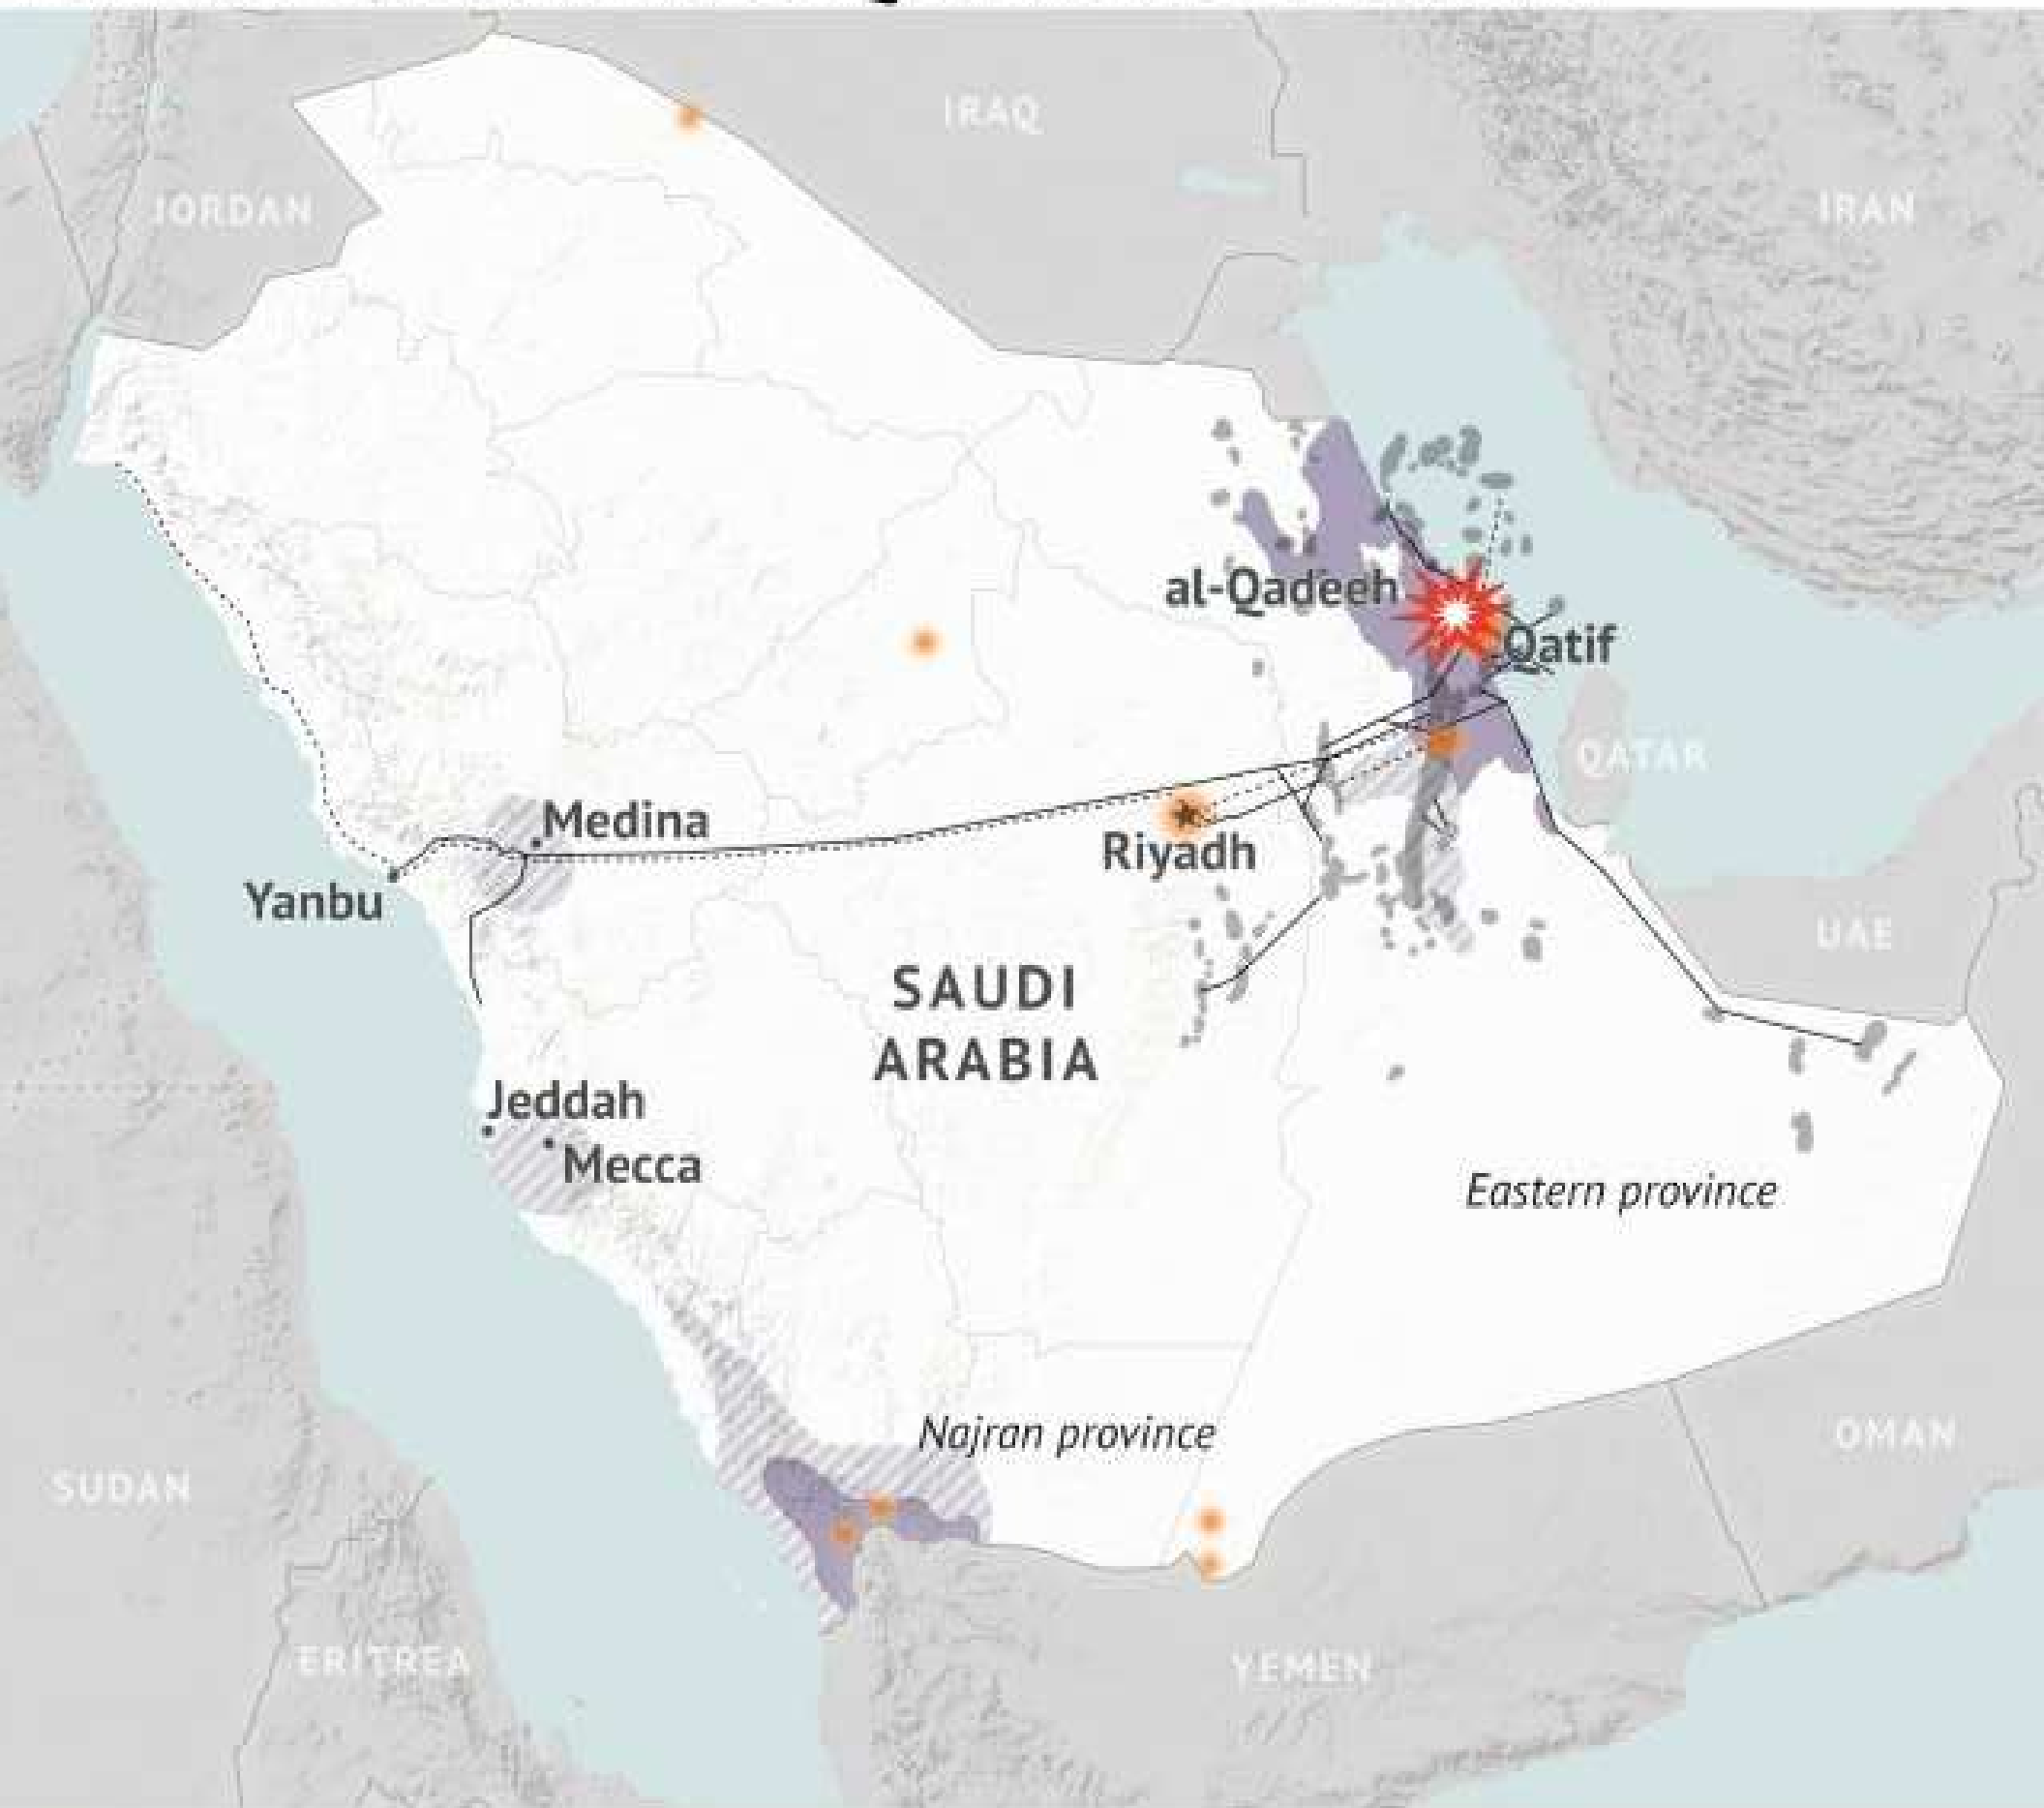 IRAQ
JORDAN
IRAN
al-Qadeeh
Qatif
QATAR
Medina
Riyadh
Yanbu
UAE
SAUDI
ARABIA
Jeddah
Mecca
Eastern province
Najran province
OMAN
SUDAN
ERITREA
YEMEN